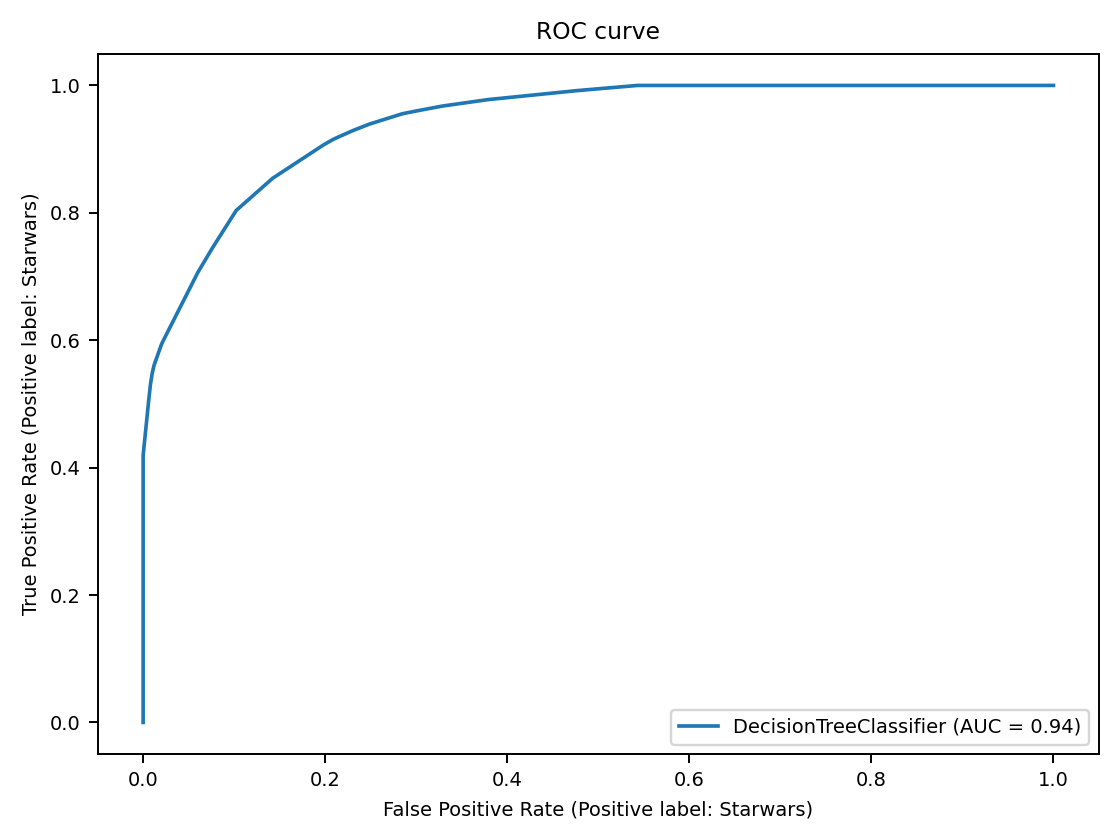 ROC curve
True Positive Rate (Positive label: Starwars)
1.0
0.8
0.6
0.4
0.2
0.0
DecisionTreeClassifier (AUC = 0.94)
0.0 0.2 0.4 0.6 0.8 1.0
False Positive Rate (Positive label: Starwars)